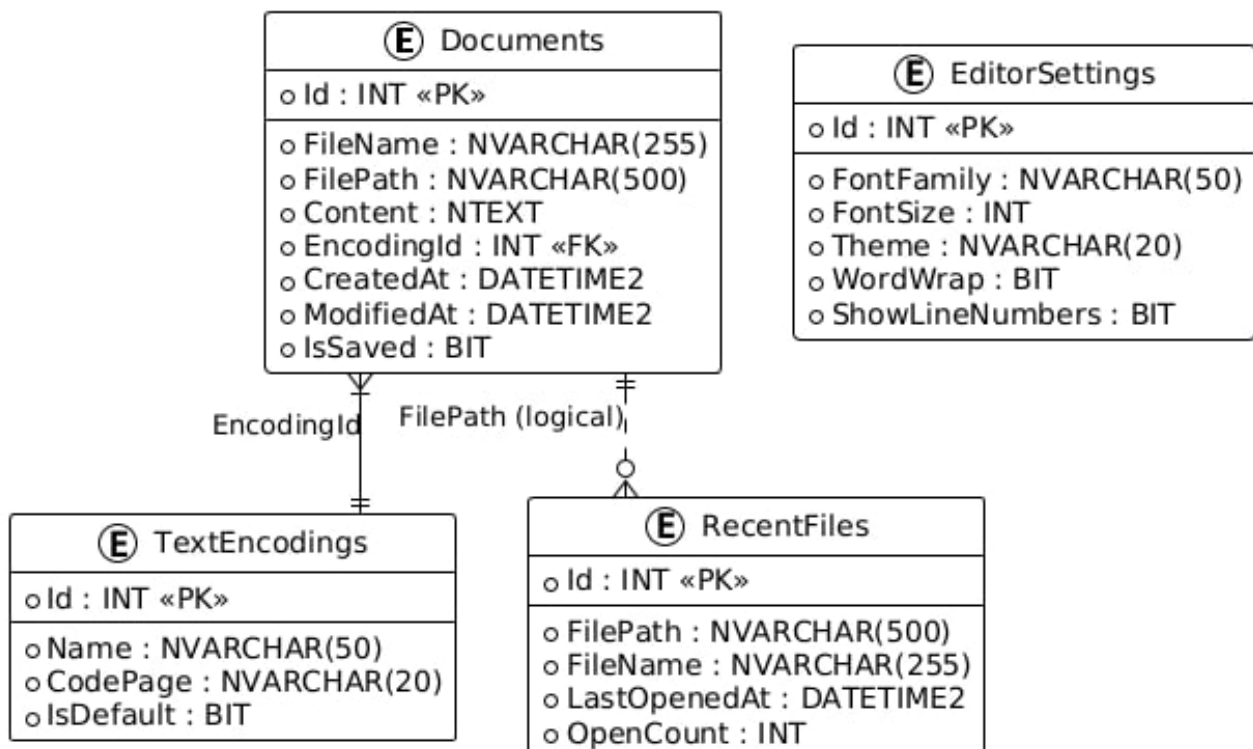 E Documents
Id : INT «PK»
FileName : NVARCHAR(255)
FilePath : NVARCHAR(500)
Content : NTEXT
EncodingId : INT «FK»
CreatedAt : DATETIME2
ModifiedAt : DATETIME2
IsSaved : BIT
E EditorSettings
Id : INT «PK»
FontFamily : NVARCHAR(50)
FontSize : INT
Theme : NVARCHAR(20)
WordWrap : BIT
ShowLineNumbers : BIT
EncodingId
FilePath (logical)
E TextEncodings
Id : INT «PK»
Name : NVARCHAR(50)
CodePage : NVARCHAR(20)
IsDefault : BIT
E RecentFiles
Id : INT «PK»
FilePath : NVARCHAR(500)
FileName : NVARCHAR(255)
LastOpenedAt : DATETIME2
OpenCount : INT